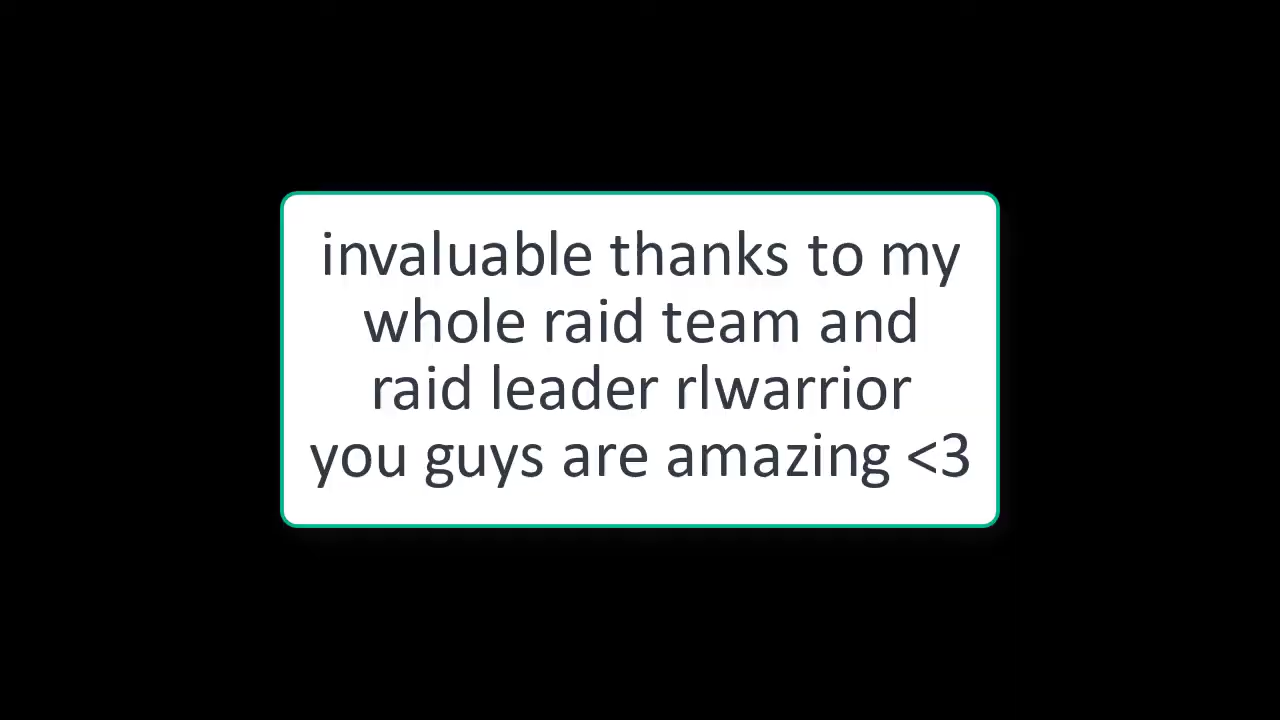 invaluable thanks to my
whole raid team and
raid leader rlwarrior
you guys are amazing <3